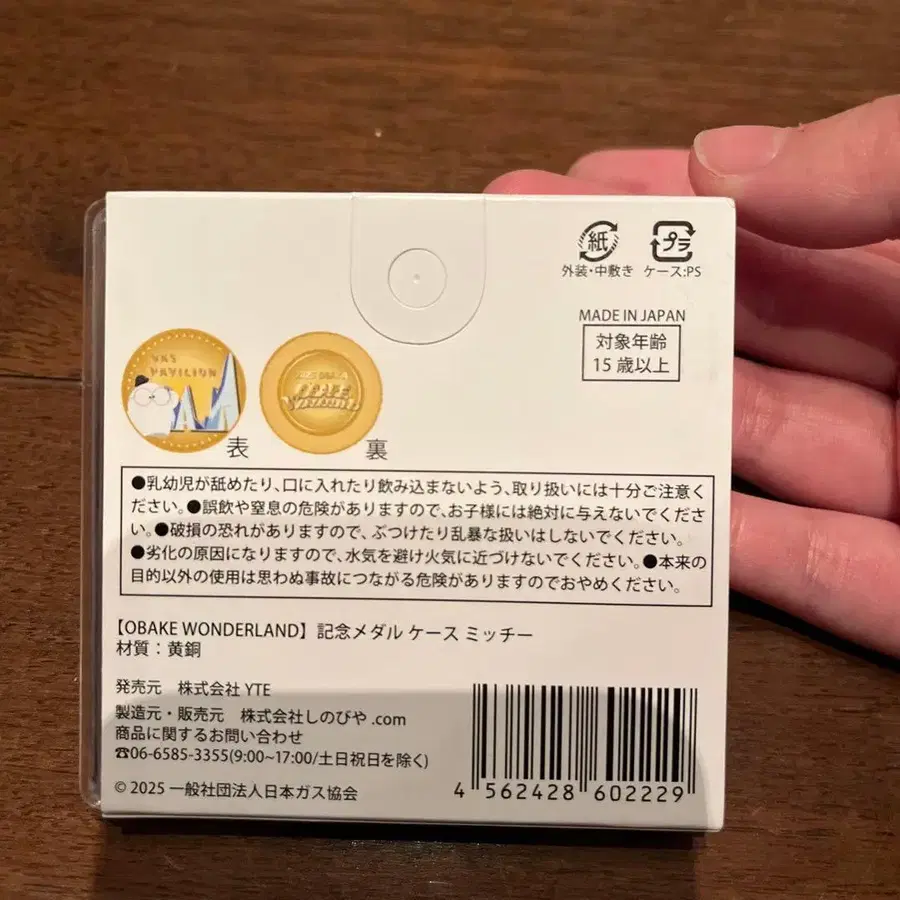 紙
プラ
外装・中敷き ケース:PS
MADE IN JAPAN
対象年齢
15 歳以上
GAS
PAVILION
表
裏
●乳幼児が舐めたり、口に入れたり飲み込まないよう、取り扱いには十分ご注意く
ださい。●誤飲や窒息の危険がありますので、お子様には絶対に与えないでくださ
い。●破損の恐れがありますので、ぶつけたり乱暴な扱いはしないでください。
●劣化の原因になりますので、水気を避け火気に近づけないでください。●本来の
目的以外の使用は思わぬ事故につながる危険がありますのでおやめください。
【OBAKE WONDERLAND】記念メダル ケース ミッチー
材質：黄銅
発売元 株式会社 YTE
製造元・販売元 株式会社しのびや.com
商品に関するお問い合わせ
☎06-6585-3355(9:00~17:00/土日祝日を除く)
© 2025 一般社団法人日本ガス協会
4 562428 602229